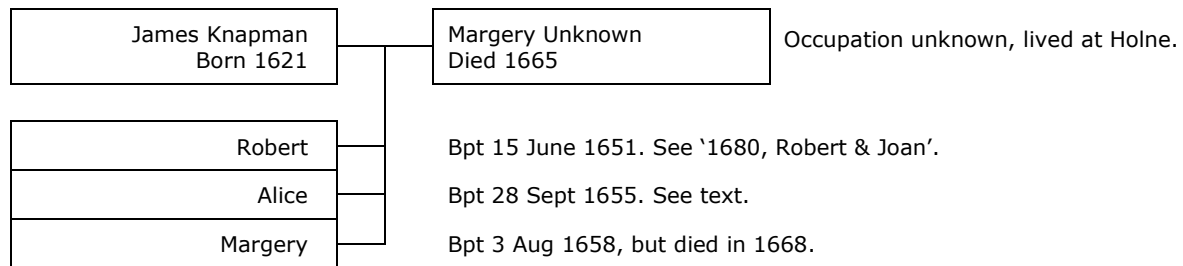 James Knapman
Born 1621
Margery Unknown
Died 1665
Occupation unknown, lived at Holne.
Robert
Bpt 15 June 1651. See ‘1680, Robert & Joan’.
Alice
Bpt 28 Sept 1655. See text.
Margery
Bpt 3 Aug 1658, but died in 1668.